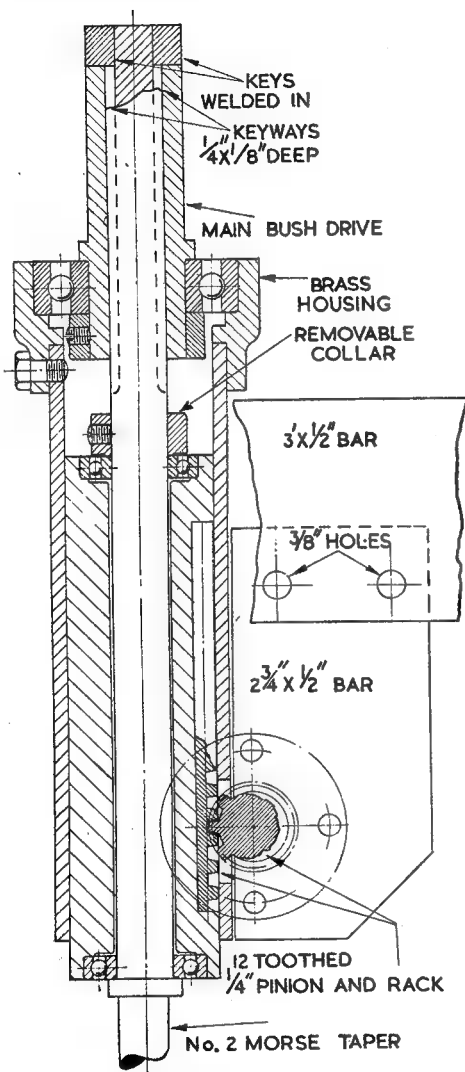 KEYS
WELDED IN
KEYWAYS
1/4"X1/8" DEEP
MAIN BUSH DRIVE
BRASS
HOUSING
REMOVABLE
COLLAR
3'X1/2" BAR
3/8" HOLES
2 3/4" X 1/2" BAR
12 TOOTHED
1/4" PINION AND RACK
No. 2 MORSE TAPER